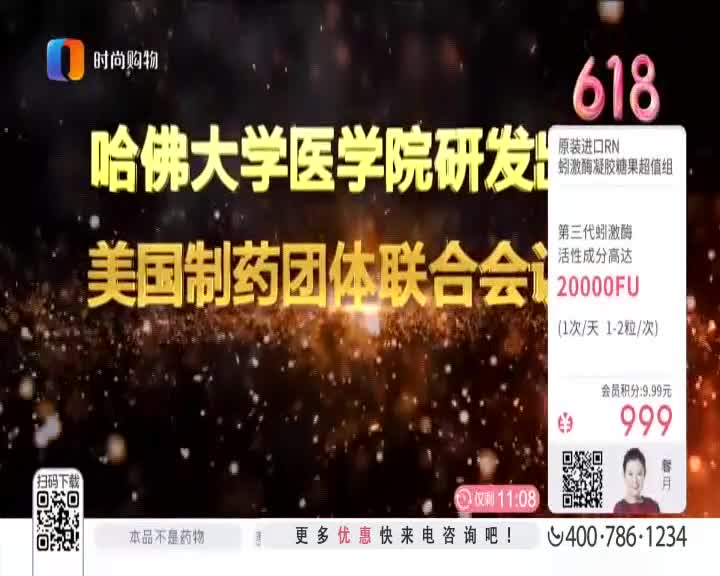 时尚购物
618
哈佛大学医学院研发
美国制药团体联合会
原装进口RN
蚓激酶凝胶糖果超值组
第三代蚓激酶
活性成分高达
20000FU
(1次/天 1-2粒/次)
会员积分:9.99元
¥ 999
馨月
扫码下载
仅剩 11:08
本品不是药物
更多优惠快来电咨询吧!
400-786-1234